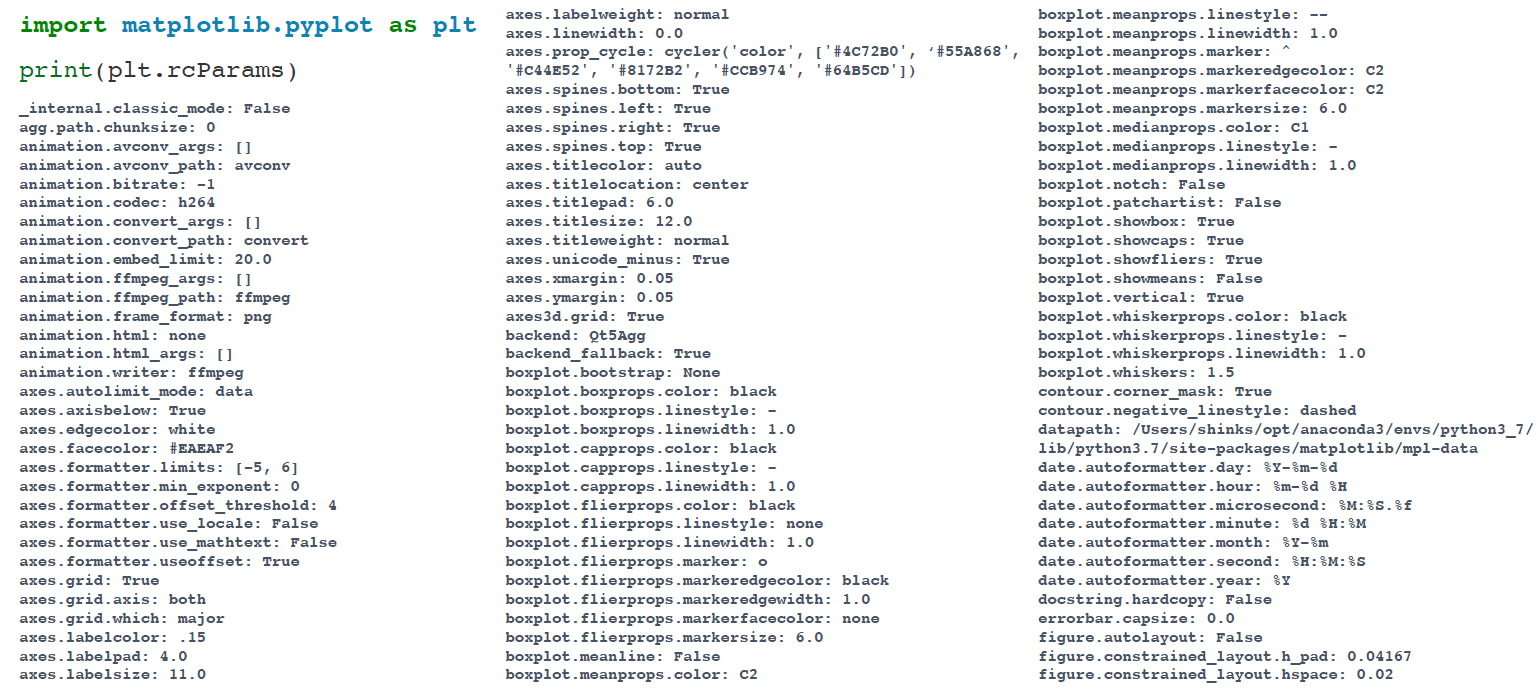 import matplotlib.pyplot as plt
print(plt.rcParams)
_internal.classic_mode: False
agg.path.chunksize: 0
animation.avconv_args: []
animation.avconv_path: avconv
animation.bitrate: -1
animation.codec: h264
animation.convert_args: []
animation.convert_path: convert
animation.embed_limit: 20.0
animation.ffmpeg_args: []
animation.ffmpeg_path: ffmpeg
animation.frame_format: png
animation.html: none
animation.html_args: []
animation.writer: ffmpeg
axes.autolimit_mode: data
axes.axisbelow: True
axes.edgecolor: white
axes.facecolor: #EAEAF2
axes.formatter.limits: [-5, 6]
axes.formatter.min_exponent: 0
axes.formatter.offset_threshold: 4
axes.formatter.use_locale: False
axes.formatter.use_mathtext: False
axes.formatter.useoffset: True
axes.grid: True
axes.grid.axis: both
axes.grid.which: major
axes.labelcolor: .15
axes.labelpad: 4.0
axes.labelsize: 11.0
axes.labelweight: normal
axes.linewidth: 0.0
axes.prop_cycle: cycler('color', ['#4C72B0', ‘#55A868',
'#C44E52', '#8172B2', '#CCB974', '#64B5CD'])
axes.spines.bottom: True
axes.spines.left: True
axes.spines.right: True
axes.spines.top: True
axes.titlecolor: auto
axes.titlelocation: center
axes.titlepad: 6.0
axes.titlesize: 12.0
axes.titleweight: normal
axes.unicode_minus: True
axes.xmargin: 0.05
axes.ymargin: 0.05
axes3d.grid: True
backend: Qt5Agg
backend_fallback: True
boxplot.bootstrap: None
boxplot.boxprops.color: black
boxplot.boxprops.linestyle: -
boxplot.boxprops.linewidth: 1.0
boxplot.capprops.color: black
boxplot.capprops.linestyle: -
boxplot.capprops.linewidth: 1.0
boxplot.flierprops.color: black
boxplot.flierprops.linestyle: none
boxplot.flierprops.linewidth: 1.0
boxplot.flierprops.marker: o
boxplot.flierprops.markeredgecolor: black
boxplot.flierprops.markeredgewidth: 1.0
boxplot.flierprops.markerfacecolor: none
boxplot.flierprops.markersize: 6.0
boxplot.meanline: False
boxplot.meanprops.color: C2
boxplot.meanprops.linestyle: --
boxplot.meanprops.linewidth: 1.0
boxplot.meanprops.marker: ^
boxplot.meanprops.markeredgecolor: C2
boxplot.meanprops.markerfacecolor: C2
boxplot.meanprops.markersize: 6.0
boxplot.medianprops.color: C1
boxplot.medianprops.linestyle: -
boxplot.medianprops.linewidth: 1.0
boxplot.notch: False
boxplot.patchartist: False
boxplot.showbox: True
boxplot.showcaps: True
boxplot.showfliers: True
boxplot.showmeans: False
boxplot.vertical: True
boxplot.whiskerprops.color: black
boxplot.whiskerprops.linestyle: -
boxplot.whiskerprops.linewidth: 1.0
boxplot.whiskers: 1.5
contour.corner_mask: True
contour.negative_linestyle: dashed
datapath: /Users/shinks/opt/anaconda3/envs/python3_7/
lib/python3.7/site-packages/matplotlib/mpl-data
date.autoformatter.day: %Y-%m-%d
date.autoformatter.hour: %m-%d %H
date.autoformatter.microsecond: %M:%S.%f
date.autoformatter.minute: %d %H:%M
date.autoformatter.month: %Y-%m
date.autoformatter.second: %H:%M:%S
date.autoformatter.year: %Y
docstring.hardcopy: False
errorbar.capsize: 0.0
figure.autolayout: False
figure.constrained_layout.h_pad: 0.04167
figure.constrained_layout.hspace: 0.02